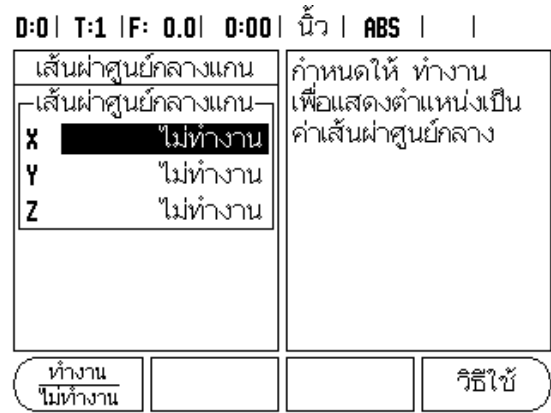 D:0| T:1 |F: 0.0| 0:00| นิ้ว | ABS | |
เส้นผ่าศูนย์กลางแกน
เส้นผ่าศูนย์กลางแกน
X ไม่ทำงาน
Y ไม่ทำงาน
Z ไม่ทำงาน
กำหนดให้ ทำงาน
เพื่อแสดงตำแหน่งเป็น
ค่าเส้นผ่าศูนย์กลาง
ทำงาน
ไม่ทำงาน
วิธีใช้